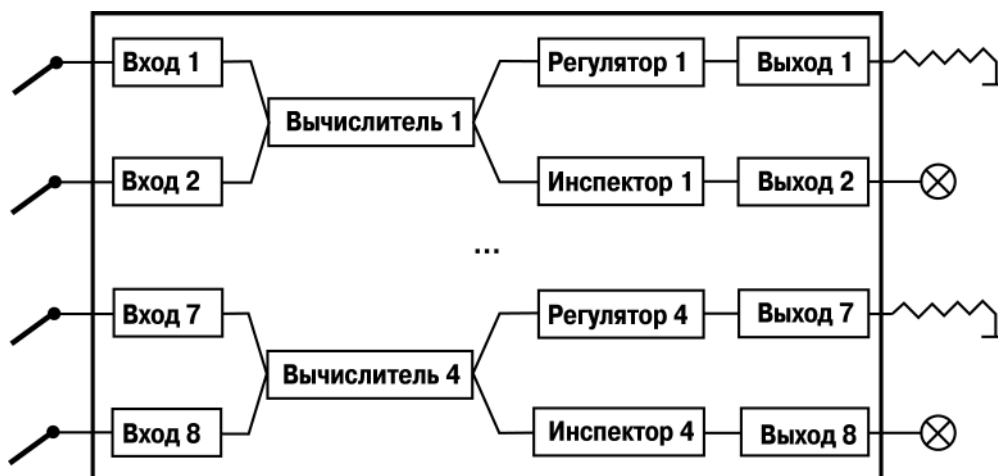 Вход 1
Регулятор 1
Выход 1
Вычислитель 1
Вход 2
Инспектор 1
Выход 2
...
Вход 7
Регулятор 4
Выход 7
Вычислитель 4
Вход 8
Инспектор 4
Выход 8